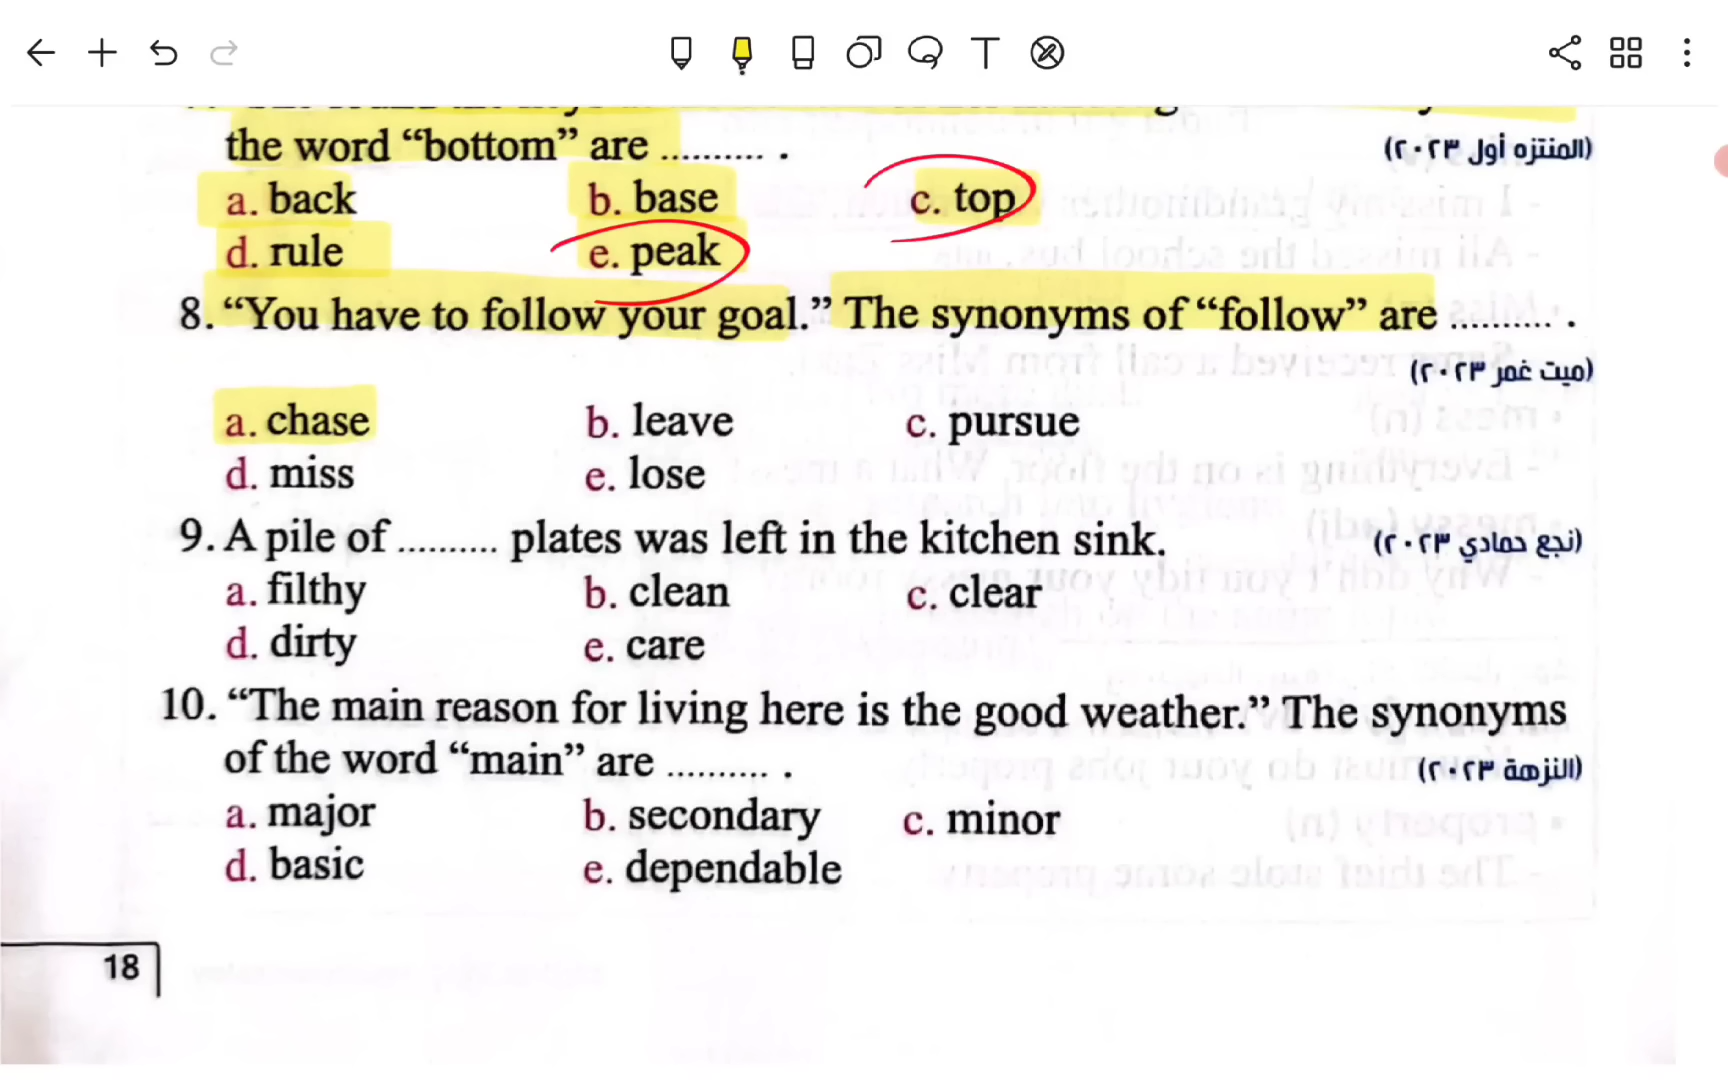 the word “bottom” are .......... .
(المنتزه أول ٢٠٢٣)
a. back b. base c. top
d. rule e. peak
8. “You have to follow your goal.” The synonyms of “follow” are .......... .
(ميت غمر ٢٠٢٣)
a. chase b. leave c. pursue
d. miss e. lose
9. A pile of .......... plates was left in the kitchen sink. (نجع حمادي ٢٠٢٣)
a. filthy b. clean c. clear
d. dirty e. care
10. “The main reason for living here is the good weather.” The synonyms
of the word “main” are .......... . (النزهة ٢٠٢٣)
a. major b. secondary c. minor
d. basic e. dependable
18